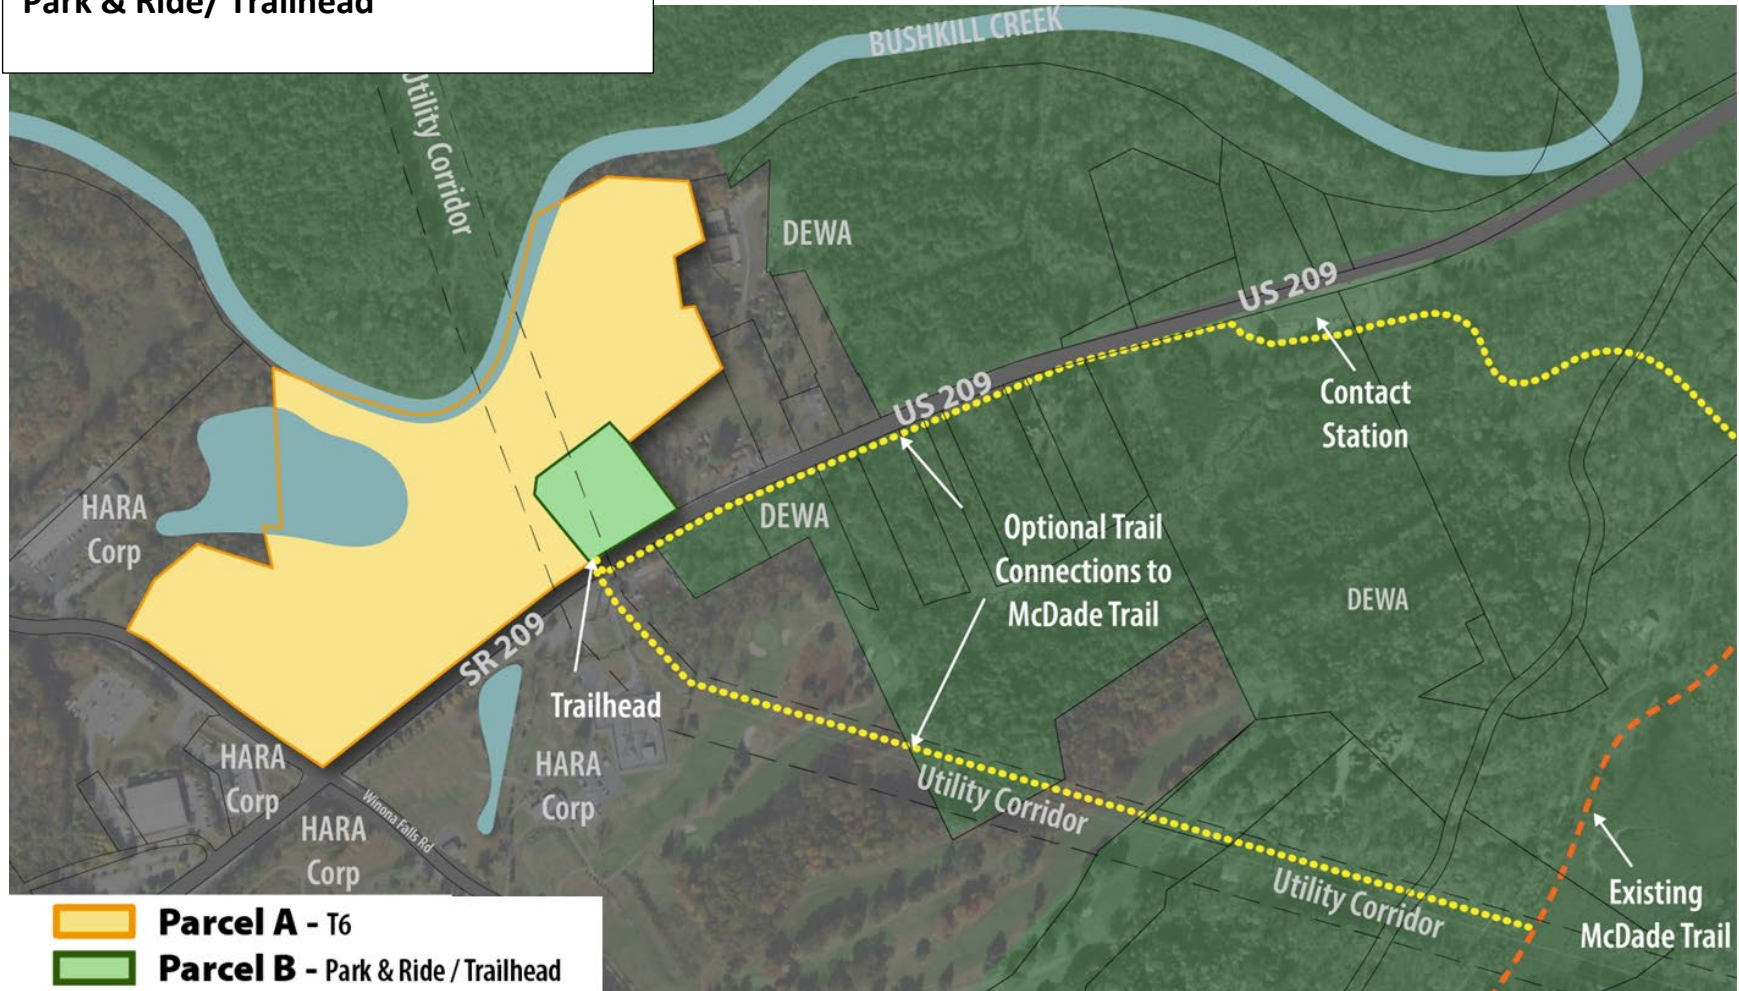 Park & Ride/ Trailhead
BUSHKILL CREEK
Utility Corridor
DEWA
US 209
Contact
Station
US 209
HARA
Corp
DEWA
Optional Trail
Connections to
McDade Trail
DEWA
SR 209
Trailhead
HARA
Corp
HARA
Corp
Winona Falls Rd
HARA
Corp
Utility Corridor
Utility Corridor
Existing
McDade Trail
Parcel A - T6
Parcel B - Park & Ride / Trailhead